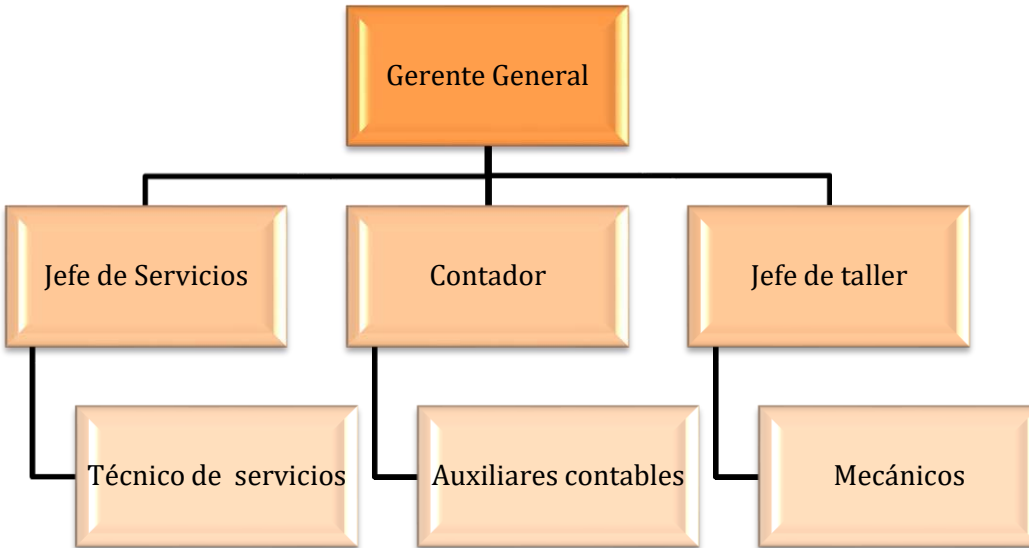 Gerente General
Jefe de Servicios
Contador
Jefe de taller
Técnico de servicios
Auxiliares contables
Mecánicos